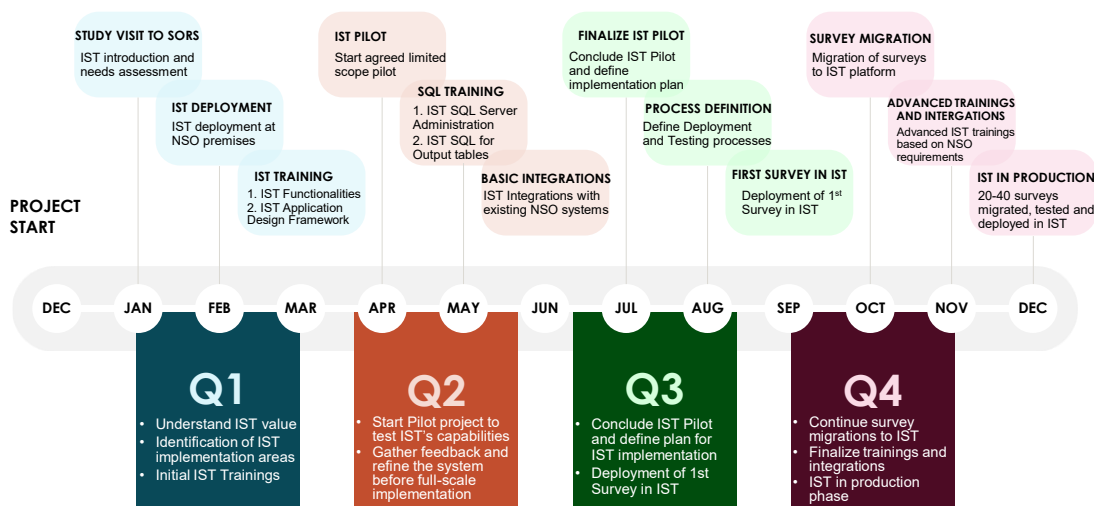 STUDY VISIT TO SORS
IST introduction and
needs assessment
IST DEPLOYMENT
IST deployment at
NSO premises
IST TRAINING
1. IST Functionalities
2. IST Application
Design Framework
IST PILOT
Start agreed limited
scope pilot
SQL TRAINING
1. IST SQL Server
Administration
2. IST SQL for
Output tables
BASIC INTEGRATIONS
IST Integrations with
existing NSO systems
FINALIZE IST PILOT
Conclude IST Pilot
and define
implementation plan
PROCESS DEFINITION
Define Deployment
and Testing processes
FIRST SURVEY IN IST
Deployment of 1st
Survey in IST
SURVEY MIGRATION
Migration of surveys
to IST platform
ADVANCED TRAININGS
AND INTERGATIONS
Advanced IST trainings
based on NSO
requirements
IST IN PRODUCTION
20-40 surveys
migrated, tested and
deployed in IST
PROJECT
START
DEC JAN FEB MAR APR MAY JUN JUL AUG SEP OCT NOV DEC
Q1
• Understand IST value
• Identification of IST
implementation areas
• Initial IST Trainings
Q2
• Start Pilot project to
test IST's capabilities
• Gather feedback and
refine the system
before full-scale
implementation
Q3
• Conclude IST Pilot
and define plan for
IST implementation
• Deployment of 1st
Survey in IST
Q4
• Continue survey
migrations to IST
• Finalize trainings and
integrations
• IST in production
phase